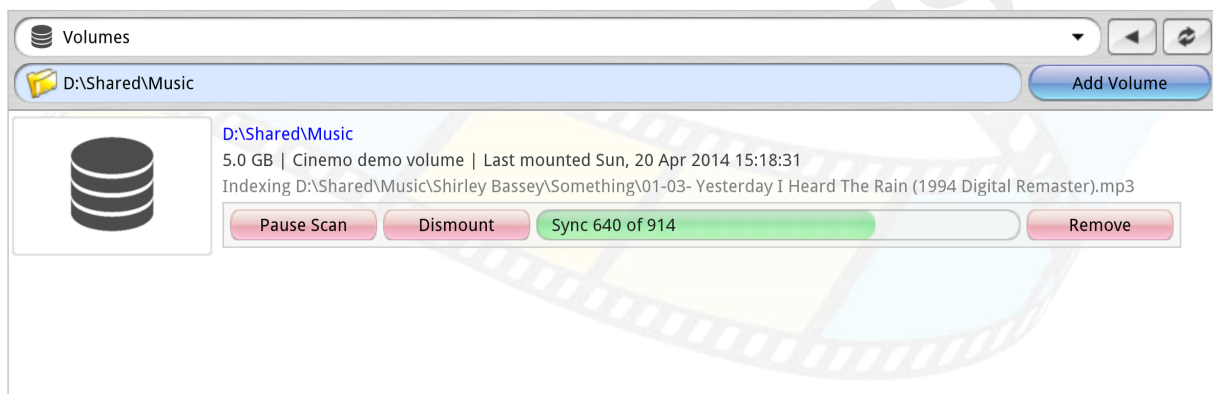 Volumes
D:\Shared\Music
Add Volume
D:\Shared\Music
5.0 GB | Cinemo demo volume | Last mounted Sun, 20 Apr 2014 15:18:31
Indexing D:\Shared\Music\Shirley Bassey\Something\01-03- Yesterday I Heard The Rain (1994 Digital Remaster).mp3
Pause Scan
Dismount
Sync 640 of 914
Remove